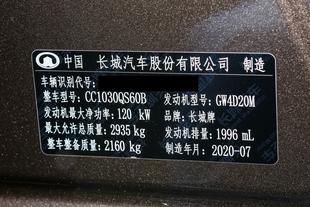 中国 长城汽车股份有限公司 制造
车辆识别代号:
整车型号:CC1030QS60B 发动机型号:GW4D20M
发动机最大净功率:120 kW 品牌:长城牌
最大允许总质量:2935 kg 发动机排量:1996 mL
整车整备质量:2160 kg 制造年月:2020-07